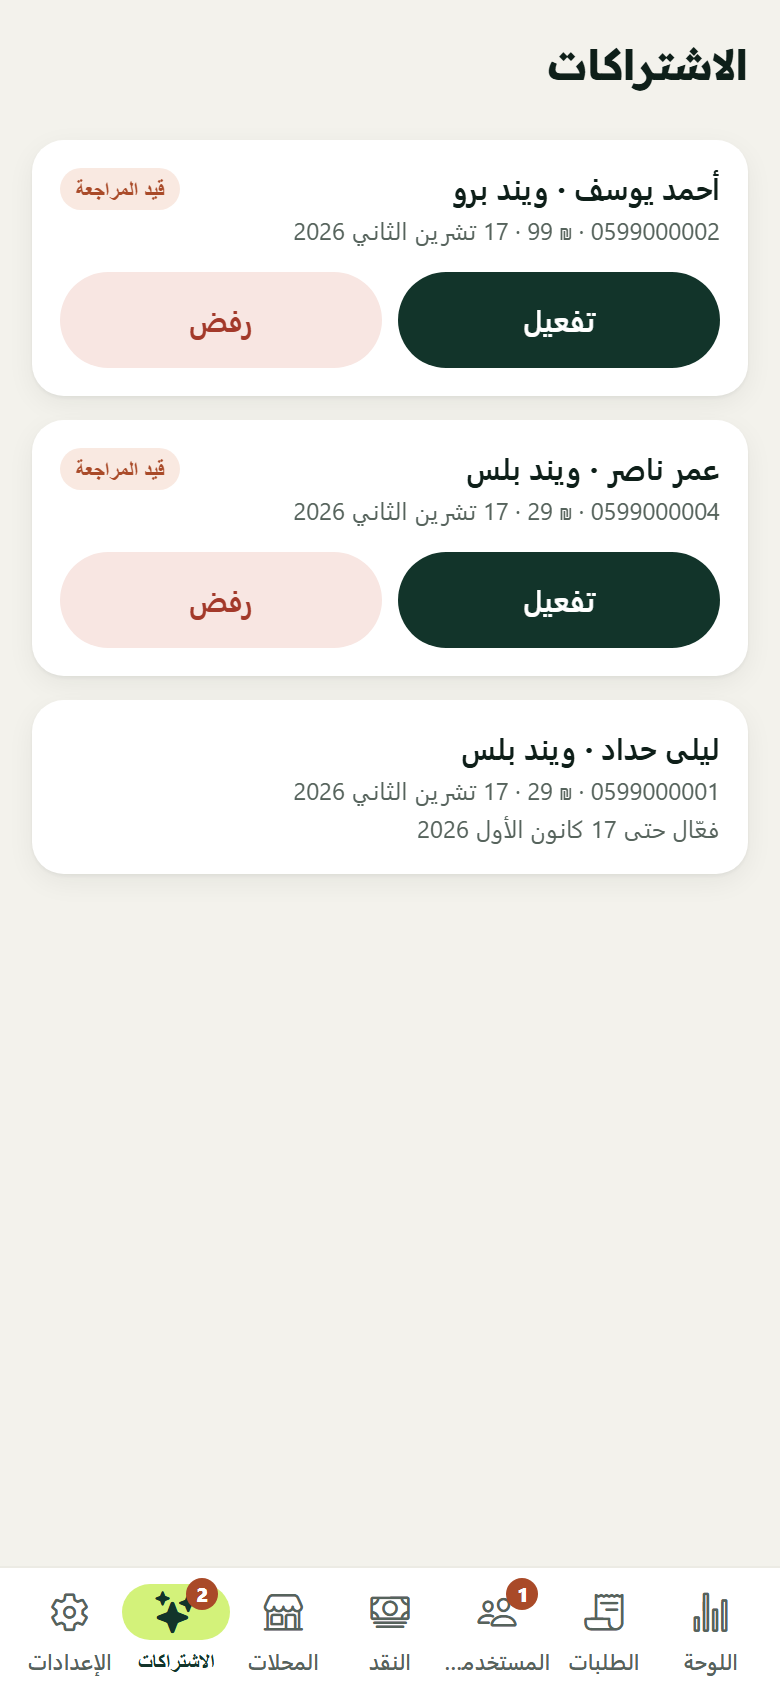 الاشتراكات
أحمد يوسف · ويند برو
قيد المراجعة
0599000002 · ₪ 99 · 17 تشرين الثاني 2026
تفعيل
رفض
عمر ناصر · ويند بلس
قيد المراجعة
0599000004 · ₪ 29 · 17 تشرين الثاني 2026
تفعيل
رفض
ليلى حداد · ويند بلس
0599000001 · ₪ 29 · 17 تشرين الثاني 2026
فعّال حتى 17 كانون الأول 2026
اللوحة
الطلبات
1
المستخدمـ...
النقد
المحلات
2
الاشتراكات
الإعدادات